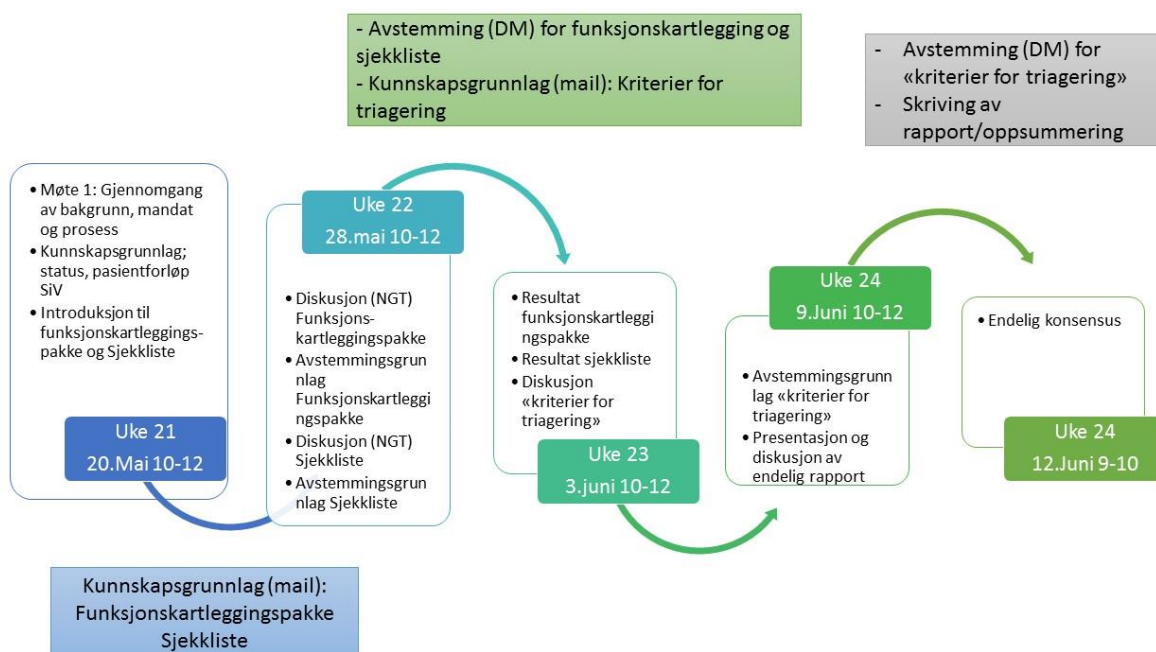 - Avstemming (DM) for funksjonskartlegging og
sjekkliste
- Kunnskapsgrunnlag (mail): Kriterier for
triagering
- Avstemming (DM) for
«kriterier for triagering»
- Skriving av
rapport/oppsummering
• Møte 1: Gjennomgang
av bakgrunn, mandat
og prosess
• Kunnskapsgrunnlag;
status, pasientforløp
SiV
• Introduksjon til
funksjonskartleggings-
pakke og Sjekkliste
Uke 21
20.Mai 10-12
Uke 22
28.mai 10-12
• Diskusjon (NGT)
Funksjons-
kartleggingspakke
• Avstemmingsgru
nnlag
Funksjonskartleggi
ngspakke
• Diskusjon (NGT)
Sjekkliste
• Avstemmingsgru
nnlag Sjekkliste
• Resultat
funksjonskartleggi
ngspakke
• Resultat sjekkliste
• Diskusjon
«kriterier for
triagering»
Uke 23
3.juni 10-12
Uke 24
9.Juni 10-12
• Avstemmingsgrunn
lag «kriterier for
triagering»
• Presentasjon og
diskusjon av
endelig rapport
• Endelig konsensus
Uke 24
12.Juni 9-10
Kunnskapsgrunnlag (mail):
Funksjonskartleggingspakke
Sjekkliste